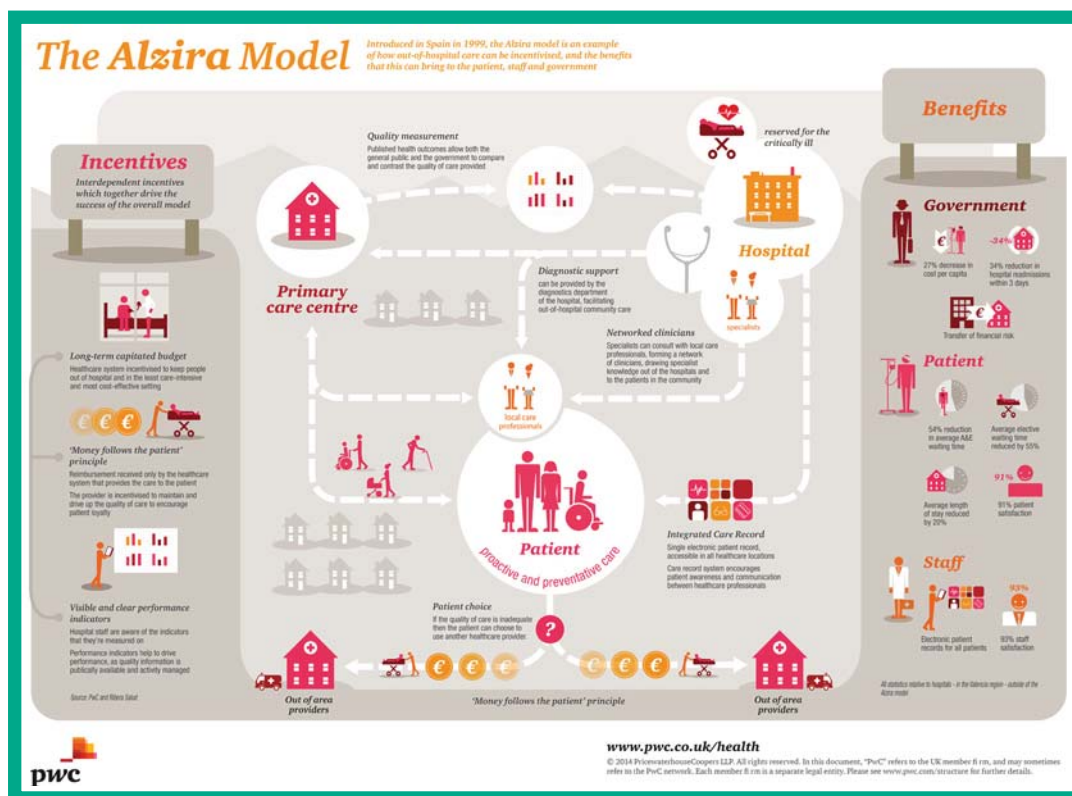 The Alzira Model
Introduced in Spain in 1999, the Alzira model is an example
of how out-of-hospital care can be incentivised, and the benefits
that this can bring to the patient, staff and government
Incentives
Interdependent incentives
which together drive the
success of the overall model
Long-term capitated budget
Healthcare system incentivised to keep people
out of hospital and in the least care-intensive
and most cost-effective setting
€ € €
'Money follows the patient'
principle
Reimbursement received only by the healthcare
system that provides the care to the patient
The provider is incentivised to maintain and
drive up the quality of care to encourage
patient loyalty
Visible and clear performance
indicators
Hospital staff are aware of the indicators
that they're measured on
Performance indicators help to drive
performance, as quality information is
publically available and actively managed
Source: PwC and Ribera Salud
Quality measurement
Published health outcomes allow both the
general public and the government to compare
and contrast the quality of care provided
reserved for the
critically ill
Hospital
specialists
Primary
care centre
Diagnostic support
can be provided by the
diagnostics department
of the hospital, facilitating
out-of-hospital community care
Networked clinicians
Specialists can consult with local care
professionals, forming a network
of clinicians, drawing specialist
knowledge out of the hospitals and
to the patients in the community
local care
professionals
Patient
proactive and preventative care
Integrated Care Record
Single electronic patient record,
accessible in all healthcare locations
Care record system encourages
patient awareness and communication
between healthcare professionals
Patient choice
If the quality of care is inadequate
then the patient can choose to
use another healthcare provider.
?
€ € €
€ € €
Out of area
providers
'Money follows the patient' principle
Out of area
providers
Benefits
Government
€
-34%
27% decrease in
cost per capita
34% reduction in
hospital readmissions
within 3 days
€
Transfer of financial risk
Patient
54% reduction
in average A&E
waiting time
Average elective
waiting time
reduced by 55%
91%
Average length
of stay reduced
by 20%
91% patient
satisfaction
Staff
93%
Electronic patient
records for all patients
93% staff
satisfaction
All statistics relative to hospitals - in the Valencia region - outside of the
Alzira model
pwc
www.pwc.co.uk/health
© 2014 PricewaterhouseCoopers LLP. All rights reserved. In this document, "PwC" refers to the UK member fi rm, and may sometimes
refer to the PwC network. Each member fi rm is a separate legal entity. Please see www.pwc.com/structure for further details.